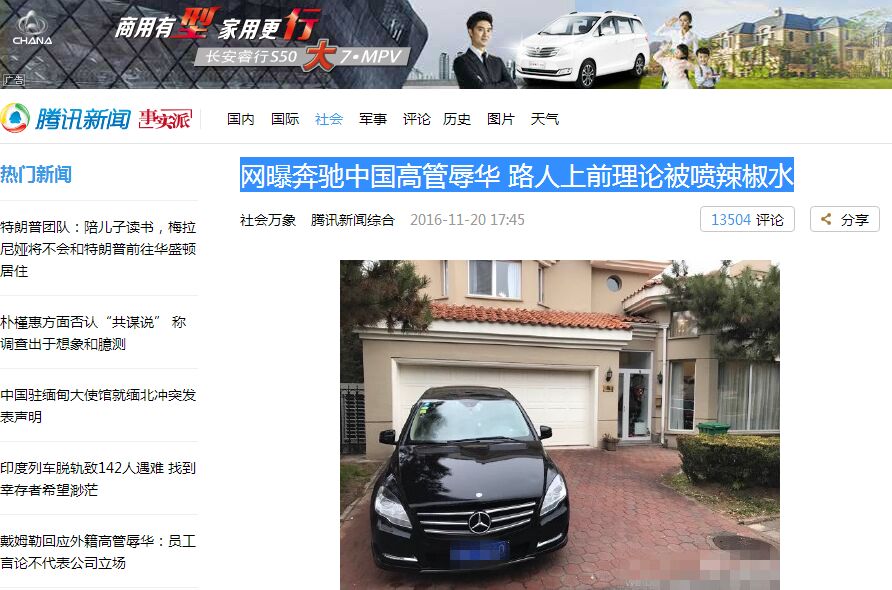 CHANA
商用有型 家用更行
长安睿行S50 大7·MPV
广告
腾讯新闻 事实派
国内 国际 社会 军事 评论 历史 图片 天气
热门新闻
特朗普团队：陪儿子读书，梅拉
尼娅将不会和特朗普前往华盛顿
居住
朴槿惠方面否认“共谋说” 称
调查出于想象和臆测
中国驻缅甸大使馆就缅北冲突发
表声明
印度列车脱轨致142人遇难 找到
幸存者希望渺茫
戴姆勒回应外籍高管辱华：员工
言论不代表公司立场
网曝奔驰中国高管辱华 路人上前理论被喷辣椒水
社会万象 腾讯新闻综合 2016-11-20 17:45
13504 评论 分享